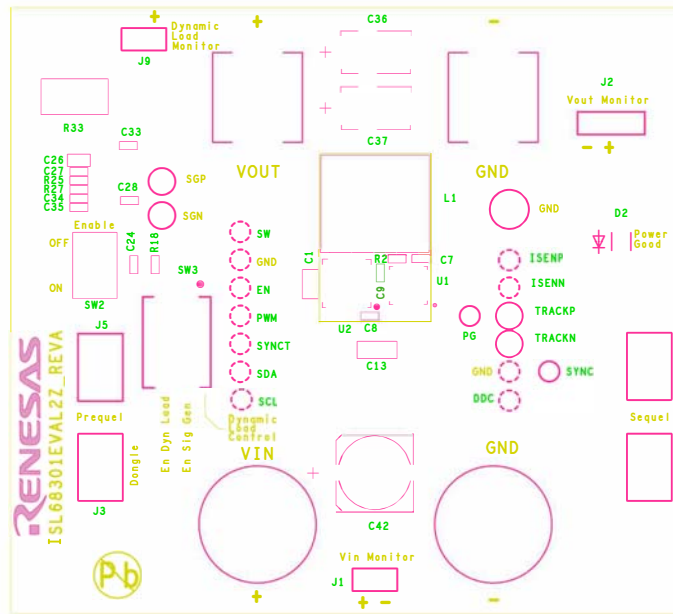 +
Dynamic
Load
Monitor
J9
+
C36
-
J2
Vout Monitor
- +
R33
C33
C37
C26
C27
R25
R27
C34
C35
C28
SGP
SGN
VOUT
GND
L1
GND
D2
Power
Good
Enable
OFF
ON
SW2
C24
R18
SW3
SW
GND
EN
PWM
SYNCT
SDA
SCL
C1
R2
C7
C9
U1
U2
C8
C13
ISENP
ISENN
TRACKP
TRACKN
PG
GND
SYNC
DDC
J5
Prequel
J3
Dongle
En Dyn Load
En Sig Gen
Dynamic
Load
Control
Sequel
RENESAS
ISL68301EVAL2Z_REVA
VIN
+
C42
GND
Pb
Vin Monitor
J1
+ -
+
-